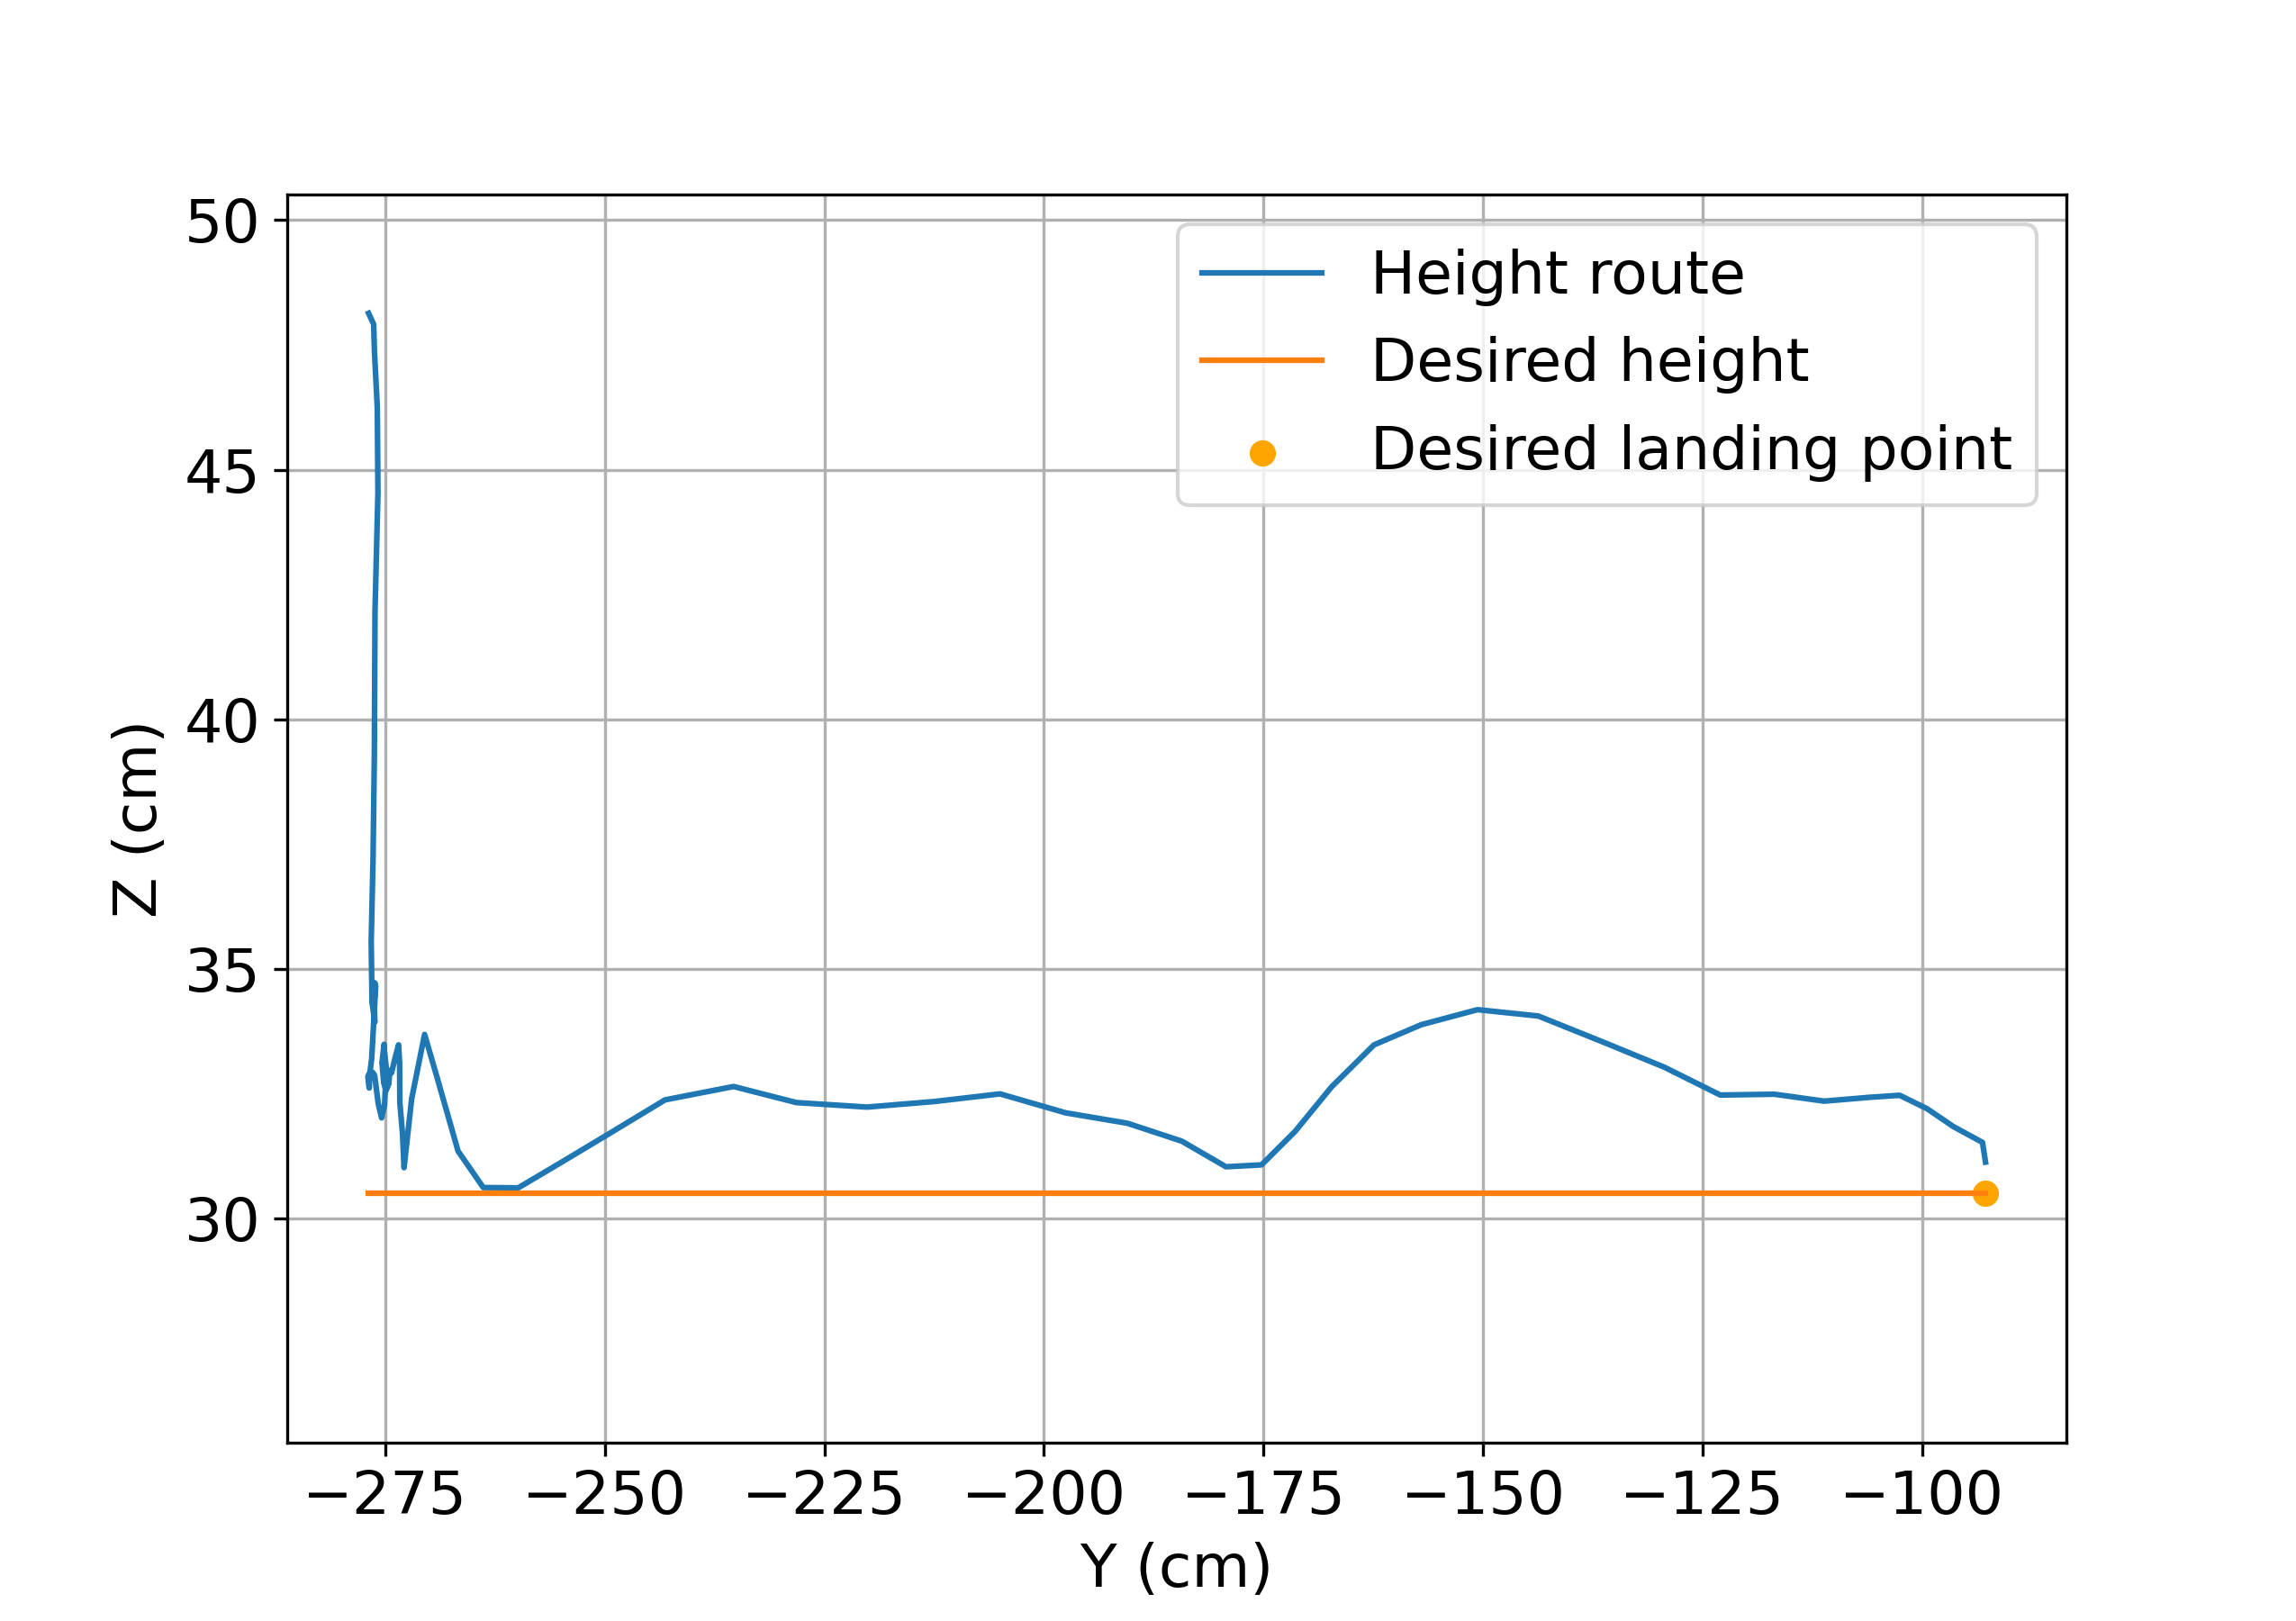 50
45
40
35
30
Z (cm)
Height route
Desired height
Desired landing point
−275 −250 −225 −200 −175 −150 −125 −100
Y (cm)